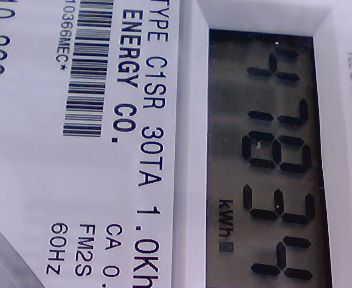 47834
kWh
TYPE C1SR 30TA 1.0Kh
ENERGY CO.
CA 0.
FM2S
60Hz
10366MEC*